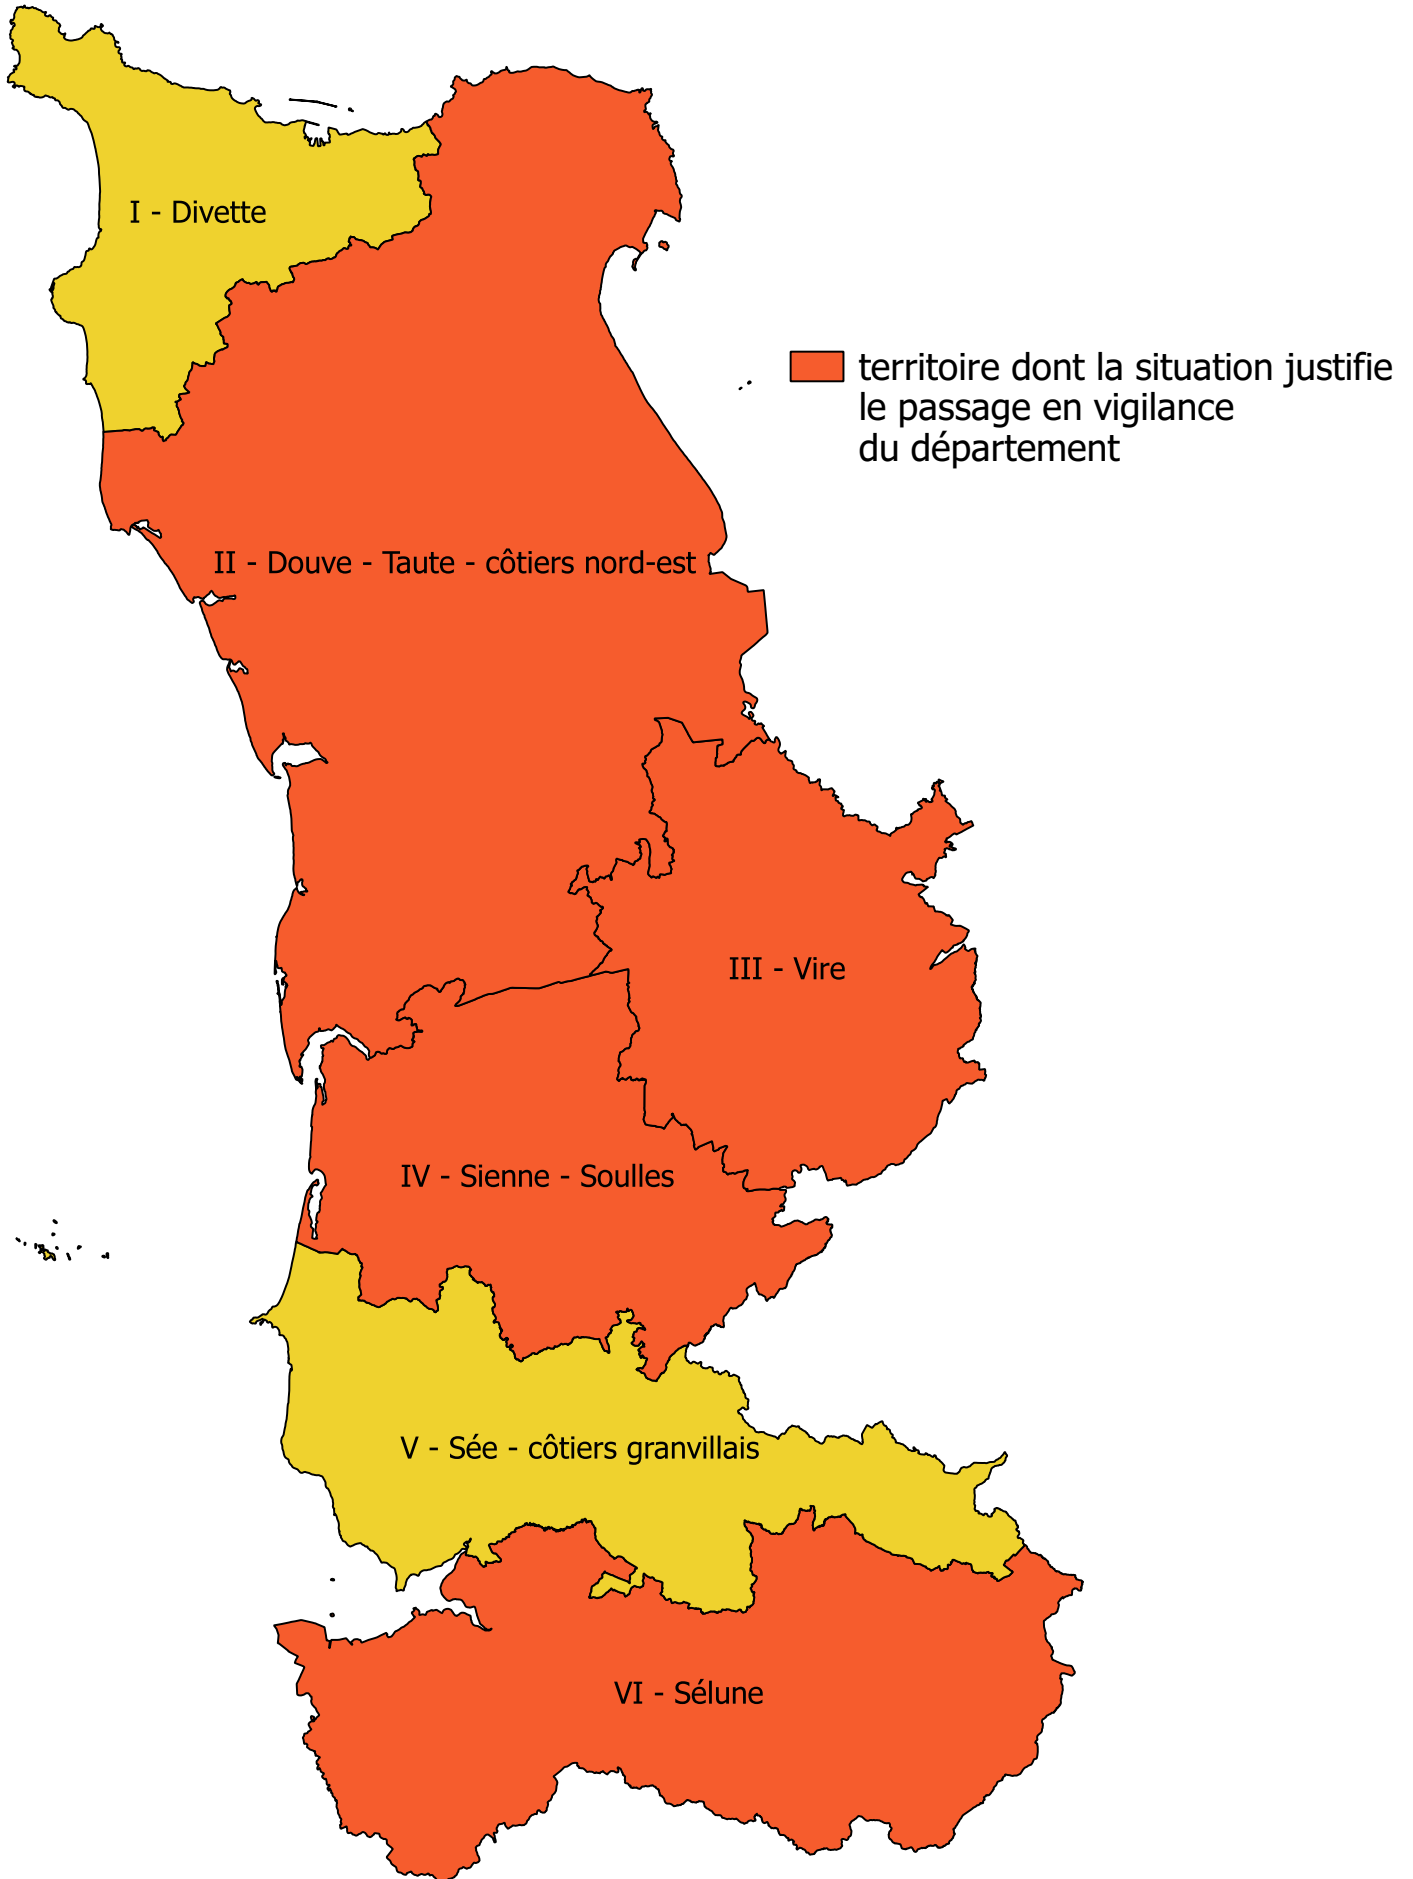 I - Divette
territoire dont la situation justifie
le passage en vigilance
du département
II - Douve - Taute - côtiers nord-est
III - Vire
IV - Sienne - Soulles
V - Sée - côtiers granvillais
VI - Sélune